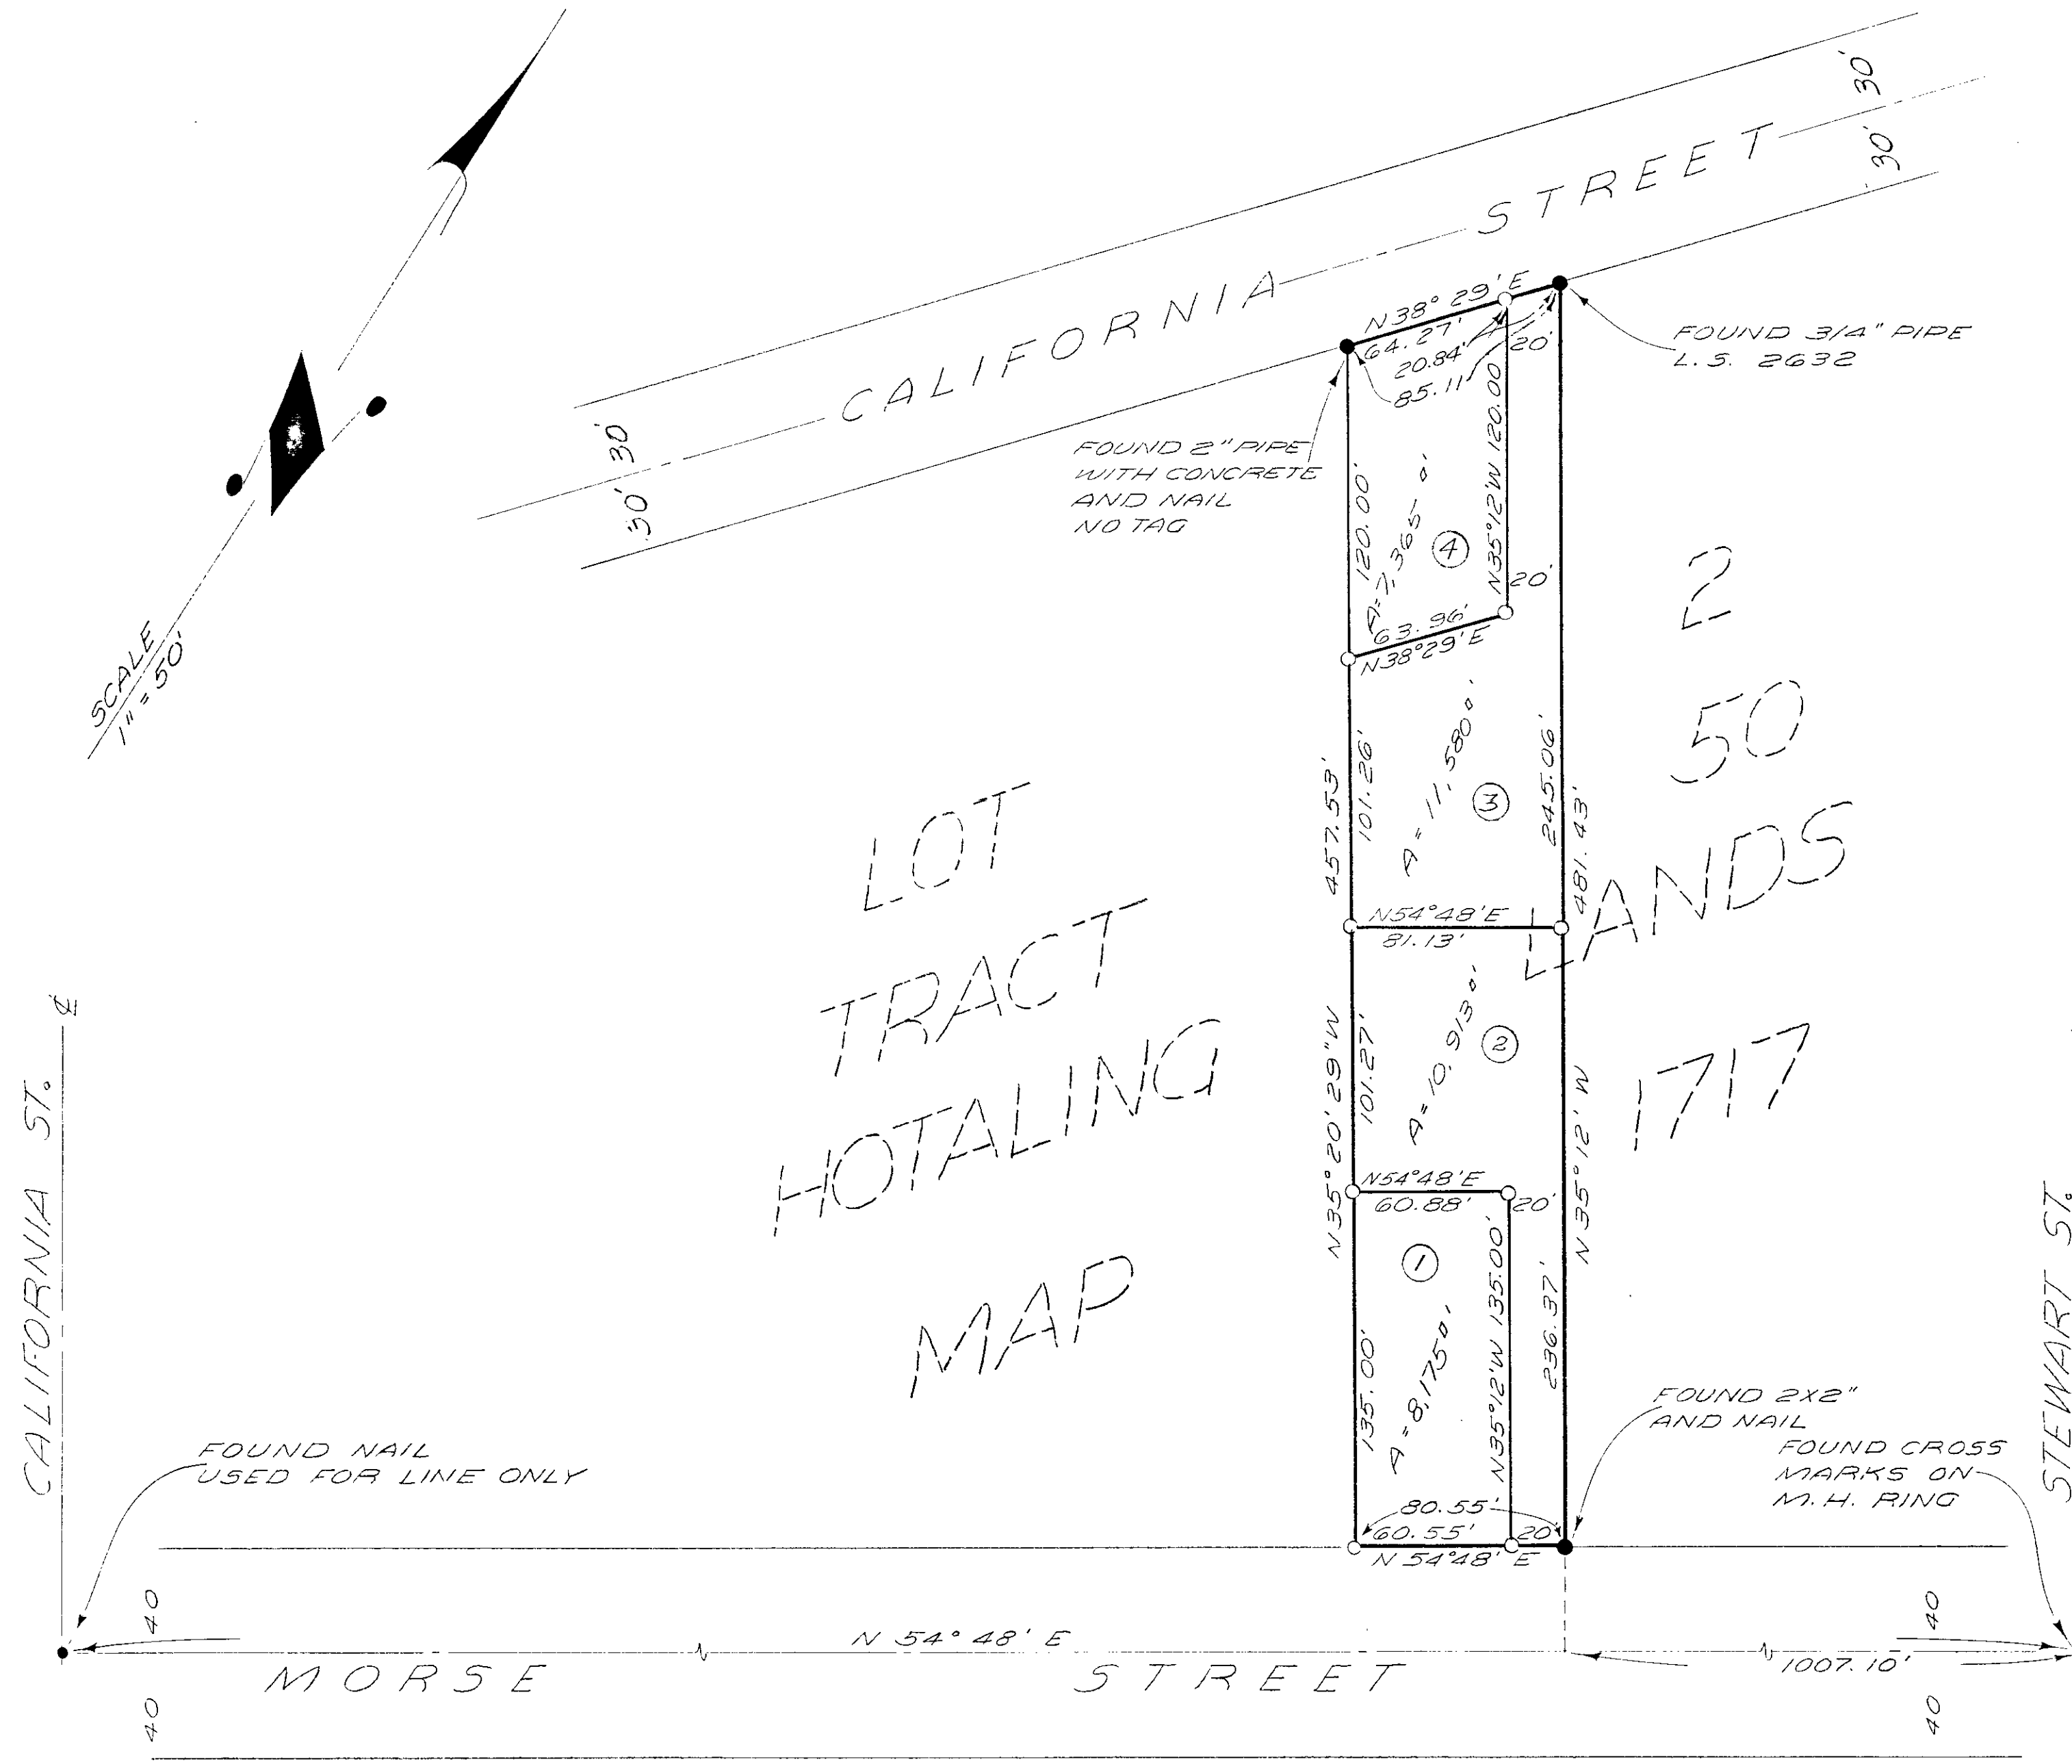 30'
30'
CALIFORNIA STREET
30'
30'
SCALE
1" = 50'
N 38° 29' E
64.27'
20.84'
85.11'
20'
FOUND 3/4" PIPE
L.S. 2632
FOUND 2" PIPE
WITH CONCRETE
AND NAIL
NO TAG
120.00'
A=7,365 □'
4
N35°12'W 120.00'
20'
63.96'
N38°29'E
2
50
LANDS
1717
LOT
TRACT
HOTALING
MAP
457.53'
101.26'
A = 11,580 □'
3
245.06'
481.43'
N54°48'E
81.13'
N35° 20' 29" W
101.27'
A = 10,913 □'
2
N 35° 12' W
N54°48'E
60.88'
20'
1
135.00'
A = 8,175 □'
N35°12'W 135.00'
236.37'
80.55'
60.55'
20'
N 54°48' E
CALIFORNIA ST.
℄
STEWART ST.
FOUND NAIL
USED FOR LINE ONLY
FOUND 2X2"
AND NAIL
FOUND CROSS
MARKS ON
M.H. RING
40
40
N 54° 48' E
1007.10'
MORSE STREET
40
40